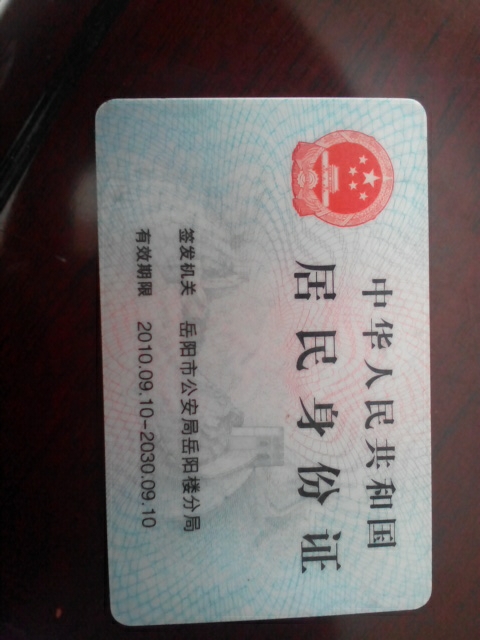 中华人民共和国
居民身份证
签发机关 岳阳市公安局岳阳楼分局
有效期限 2010.09.10-2030.09.10